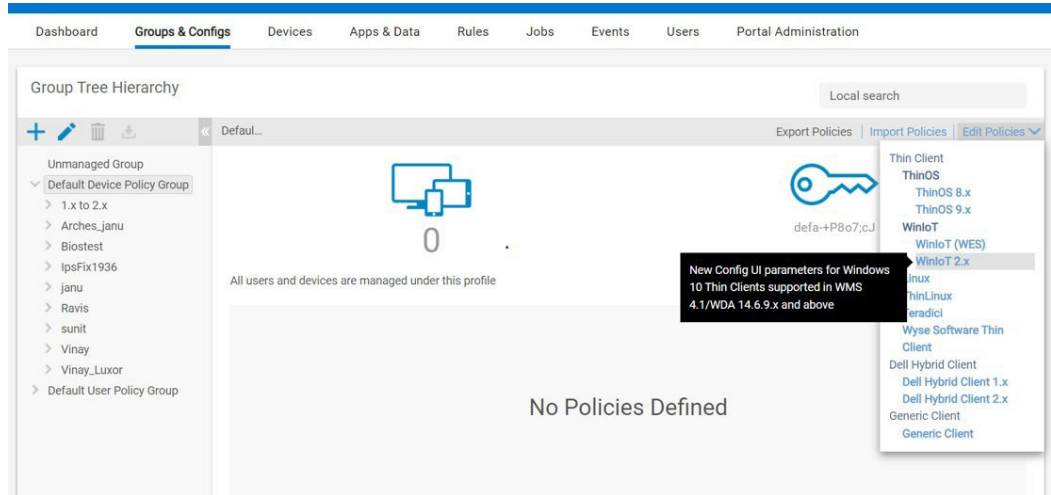 Dashboard Groups & Configs Devices Apps & Data Rules Jobs Events Users Portal Administration
Group Tree Hierarchy
Local search
Defaul...
Export Policies Import Policies Edit Policies
Unmanaged Group
Default Device Policy Group
1.x to 2.x
Arches_janu
Biostest
IpsFix1936
janu
Ravis
sunit
Vinay
Vinay_Luxor
Default User Policy Group
0
All users and devices are managed under this profile
defa-+P8o7;cJ
New Config UI parameters for Windows
10 Thin Clients supported in WMS
4.1/WDA 14.6.9.x and above
No Policies Defined
Thin Client
ThinOS
ThinOS 8.x
ThinOS 9.x
WinIoT
WinIoT (WES)
WinIoT 2.x
inux
hinLinux
eradici
Wyse Software Thin
Client
Dell Hybrid Client
Dell Hybrid Client 1.x
Dell Hybrid Client 2.x
Generic Client
Generic Client